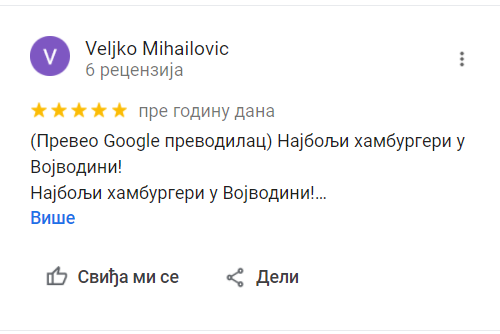 V
Veljko Mihailovic
6 рецензија
пре годину дана
(Превео Google преводилац) Најбољи хамбургери у
Војводини!
Најбољи хамбургери у Војводини!...
Више
Свиђа ми се
Дели